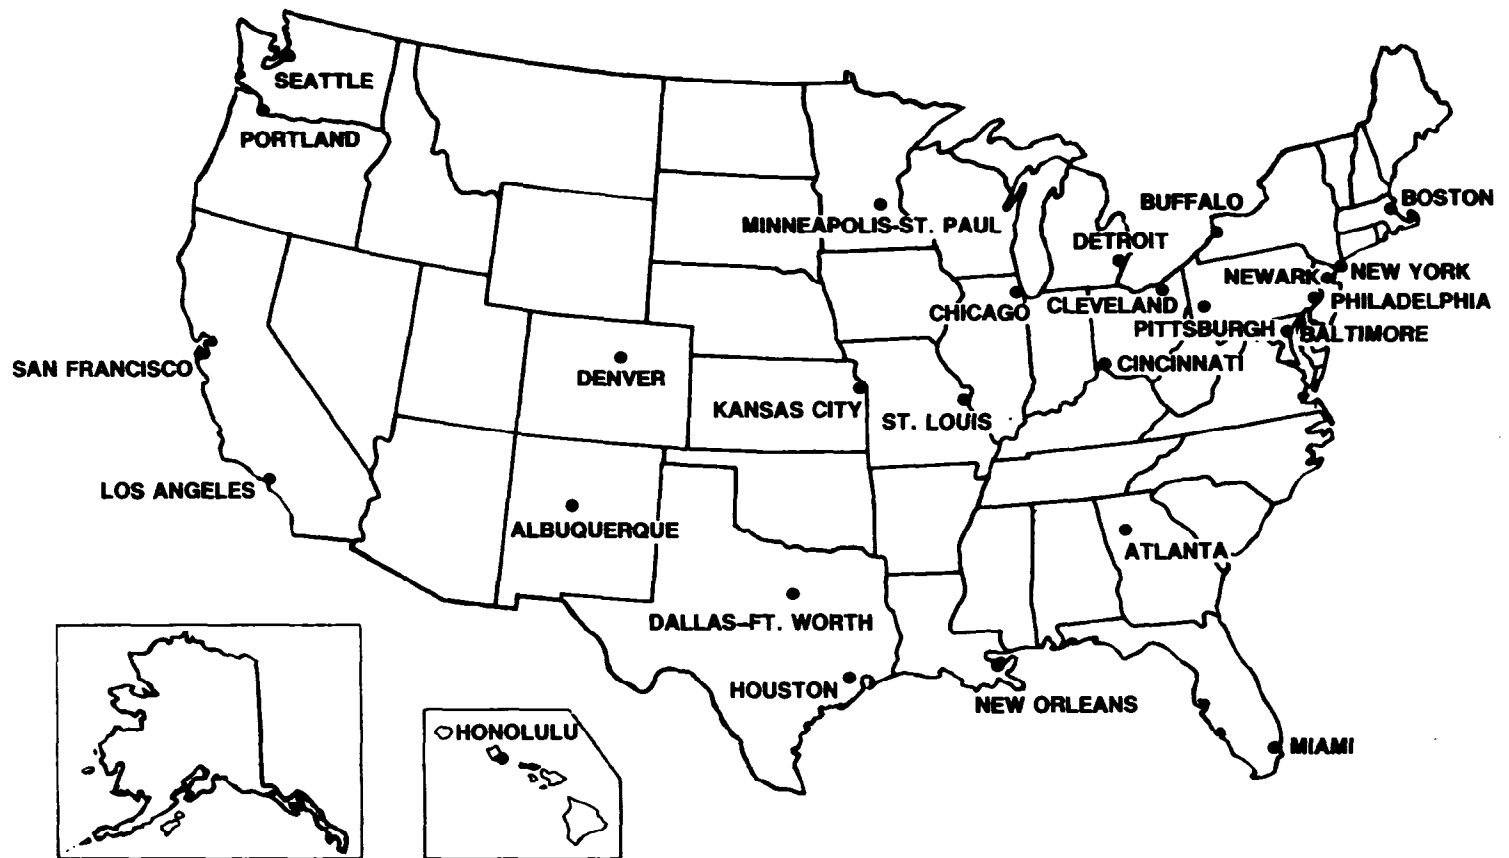 SEATTLE
PORTLAND
BUFFALO
BOSTON
MINNEAPOLIS-ST. PAUL
DETROIT
NEWARK
NEW YORK
CHICAGO
CLEVELAND
PHILADELPHIA
PITTSBURGH
BALTIMORE
SAN FRANCISCO
DENVER
CINCINNATI
KANSAS CITY
ST. LOUIS
LOS ANGELES
ALBUQUERQUE
ATLANTA
DALLAS–FT. WORTH
HOUSTON
NEW ORLEANS
HONOLULU
MIAMI